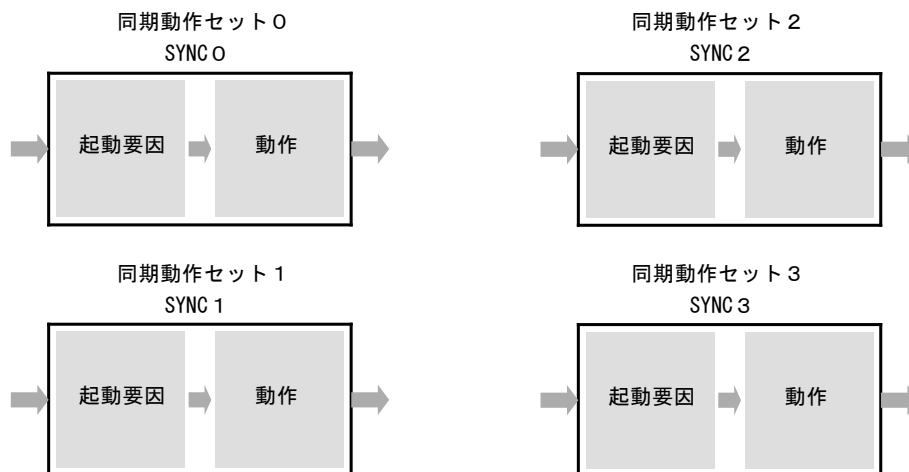 同期動作セット0
SYNC0
起動要因
動作
同期動作セット2
SYNC2
起動要因
動作
同期動作セット1
SYNC1
起動要因
動作
同期動作セット3
SYNC3
起動要因
動作